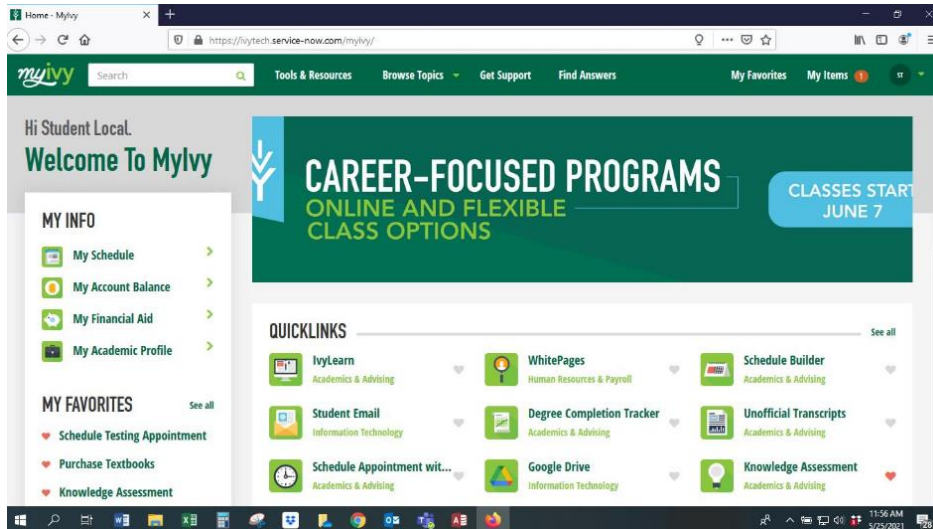 Home - MyIvy
https://ivytech.service-now.com/myivy/
myivy
Search
Tools & Resources
Browse Topics
Get Support
Find Answers
My Favorites
My Items 1
ST
Hi Student Local.
Welcome To MyIvy
CAREER-FOCUSED PROGRAMS
ONLINE AND FLEXIBLE
CLASS OPTIONS
CLASSES START
JUNE 7
MY INFO
My Schedule
My Account Balance
My Financial Aid
My Academic Profile
MY FAVORITES
See all
Schedule Testing Appointment
Purchase Textbooks
Knowledge Assessment
QUICKLINKS
See all
IvyLearn
Academics & Advising
WhitePages
Human Resources & Payroll
Schedule Builder
Academics & Advising
Student Email
Information Technology
Degree Completion Tracker
Academics & Advising
Unofficial Transcripts
Academics & Advising
Schedule Appointment wit...
Academics & Advising
Google Drive
Information Technology
Knowledge Assessment
Academics & Advising
11:56 AM
5/25/2021